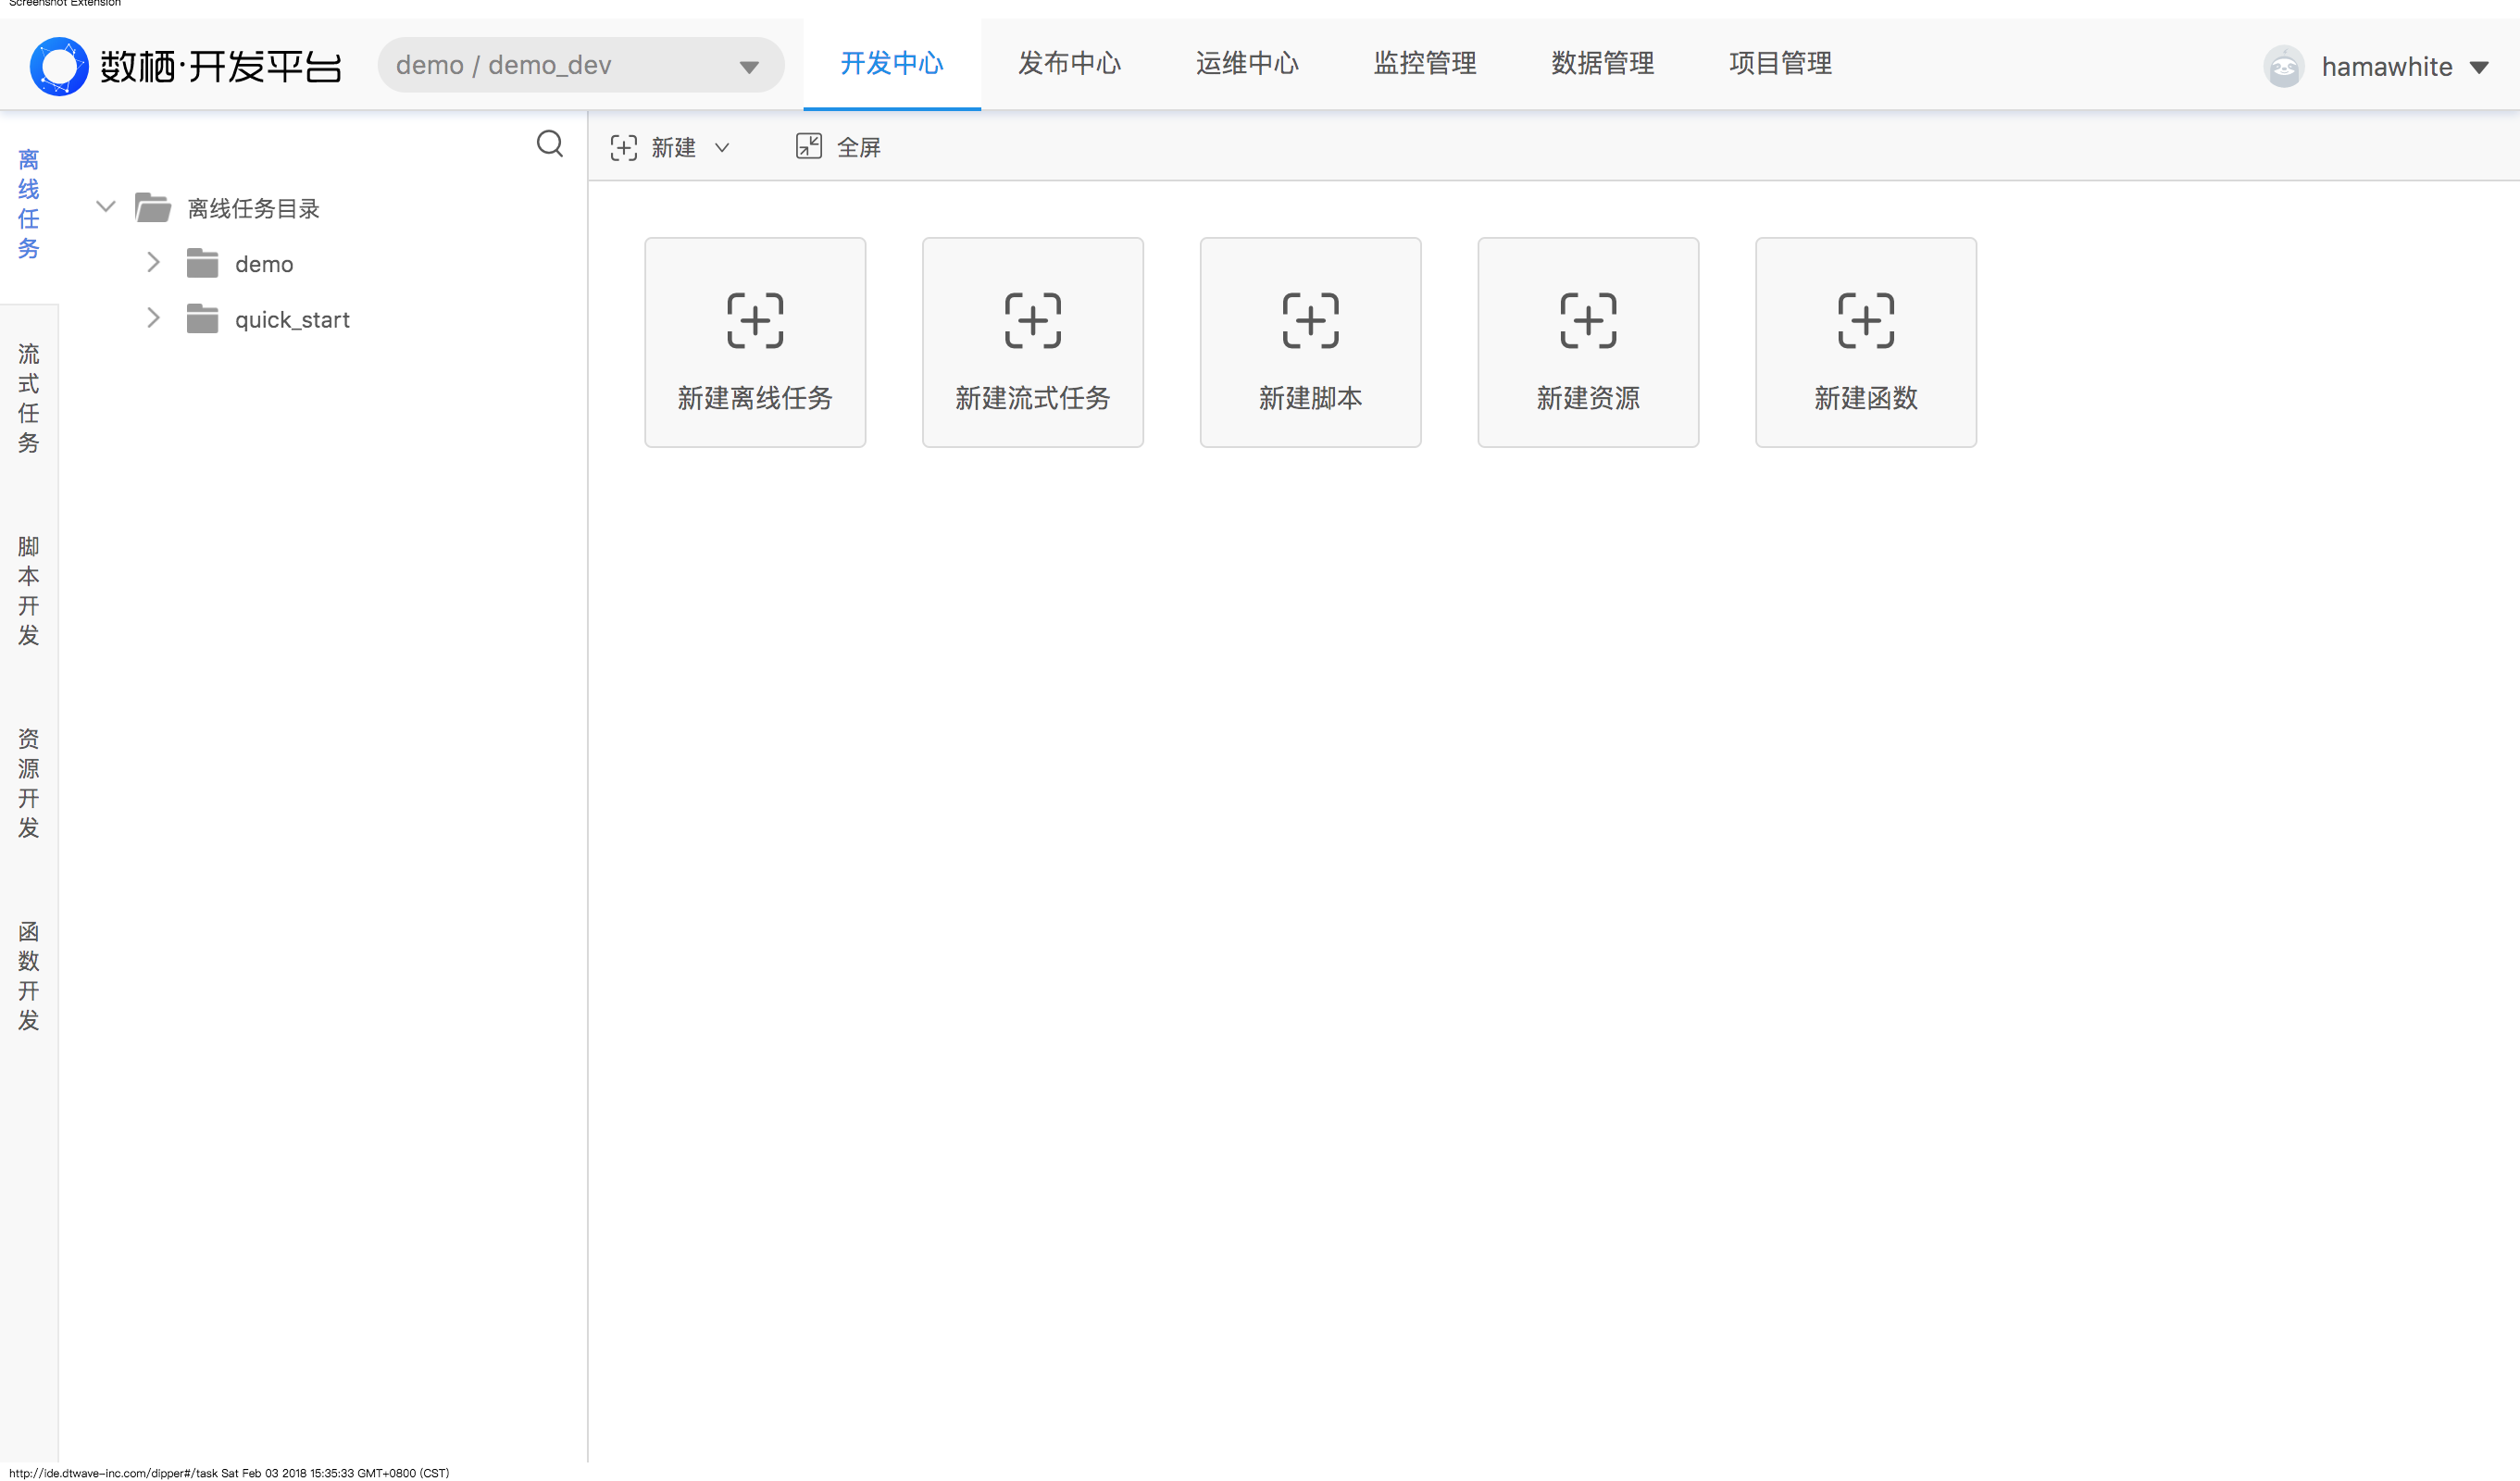 Screenshot Extension
数栖·开发平台
demo / demo_dev
开发中心
发布中心
运维中心
监控管理
数据管理
项目管理
hamawhite
离线任务
流式任务
脚本开发
资源开发
函数开发
离线任务目录
demo
quick_start
新建
全屏
新建离线任务
新建流式任务
新建脚本
新建资源
新建函数
http://ide.dtwave-inc.com/dipper#/task Sat Feb 03 2018 15:35:33 GMT+0800 (CST)